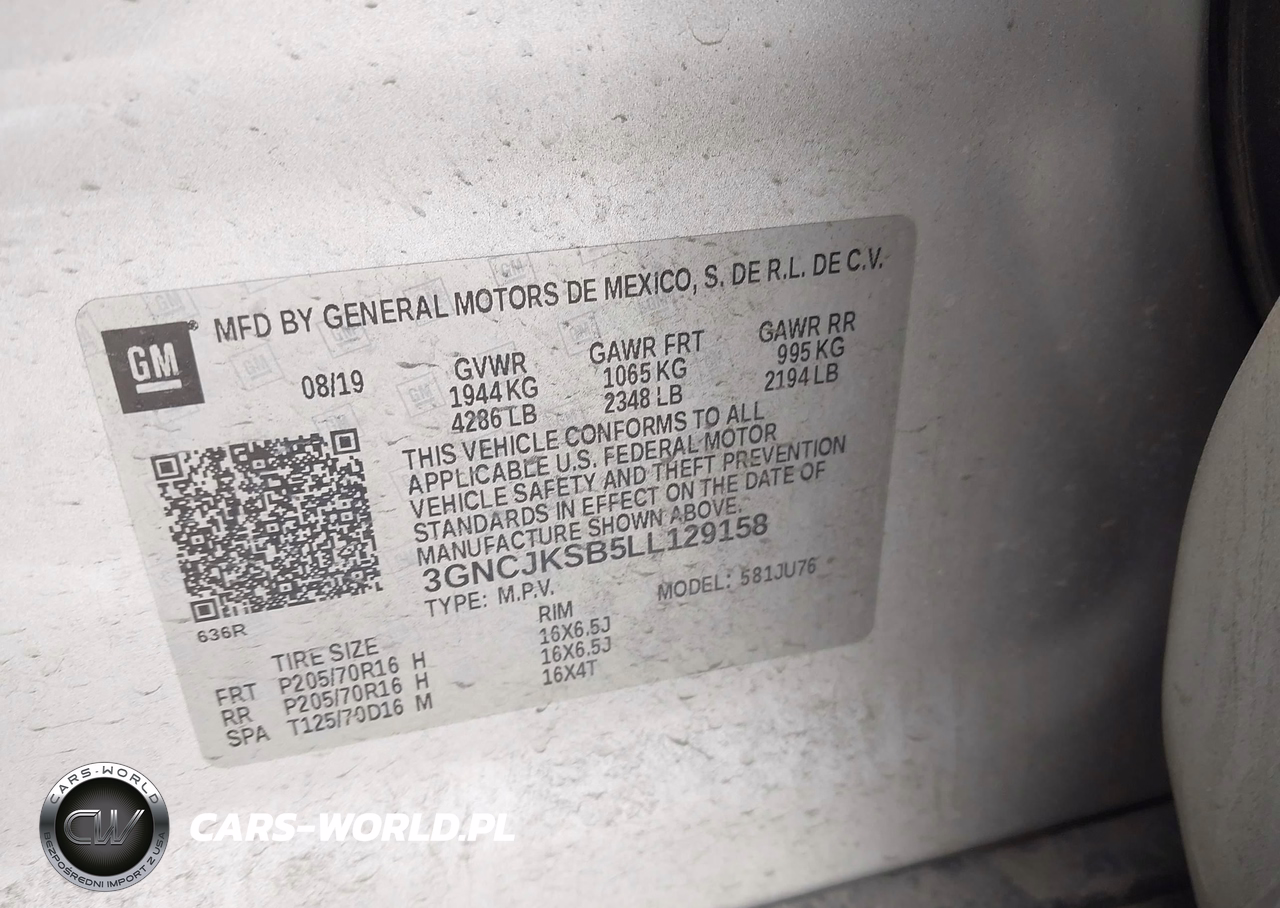 MFD BY GENERAL MOTORS DE MEXICO, S. DE R.L. DE C.V.
GM
®
08/19
GVWR GAWR FRT GAWR RR
1944 KG 1065 KG 995 KG
4286 LB 2348 LB 2194 LB
THIS VEHICLE CONFORMS TO ALL
APPLICABLE U.S. FEDERAL MOTOR
VEHICLE SAFETY AND THEFT PREVENTION
STANDARDS IN EFFECT ON THE DATE OF
MANUFACTURE SHOWN ABOVE.
3GNCJKSB5LL129158
TYPE: M.P.V. MODEL: 581JU76
636R
TIRE SIZE RIM
FRT P205/70R16 H 16X6.5J
RR P205/70R16 H 16X6.5J
SPA T125/70D16 M 16X4T
CARS-WORLD
CW
BEZPOŚREDNI IMPORT Z USA
CARS-WORLD.PL